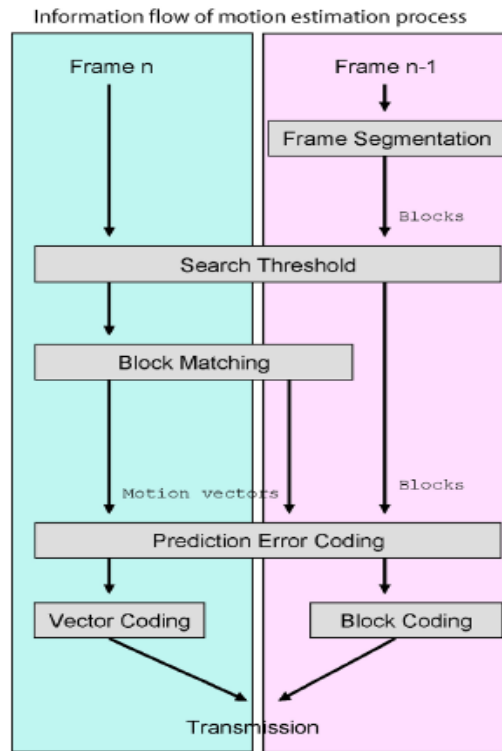 Information flow of motion estimation process
Frame n
Frame n-1
Frame Segmentation
Blocks
Search Threshold
Block Matching
Motion vectors
Blocks
Prediction Error Coding
Vector Coding
Block Coding
Transmission